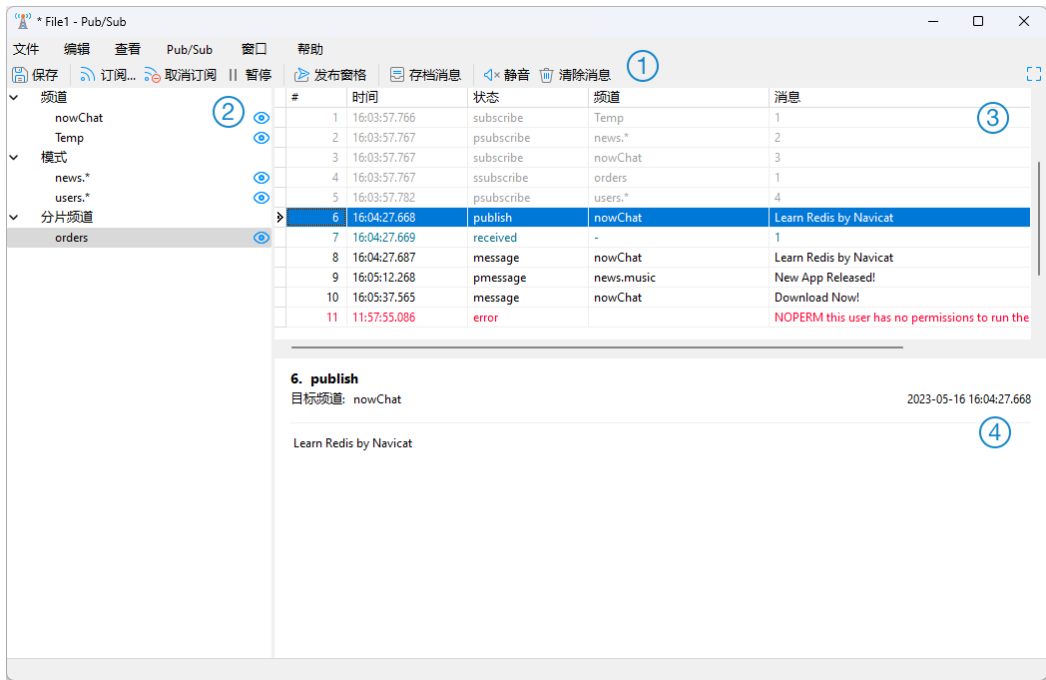 * File1 - Pub/Sub
文件 编辑 查看 Pub/Sub 窗口 帮助
保存 订阅... 取消订阅 暂停 发布窗格 存档消息 静音 清除消息 1
频道
nowChat
Temp
模式
news.*
users.*
分片频道
orders
2
# 时间 状态 频道 消息
1 16:03:57.766 subscribe Temp 1
2 16:03:57.767 psubscribe news.* 2
3 16:03:57.767 subscribe nowChat 3
4 16:03:57.767 ssubscribe orders 1
5 16:03:57.782 psubscribe users.* 4
6 16:04:27.668 publish nowChat Learn Redis by Navicat
7 16:04:27.669 received - 1
8 16:04:27.687 message nowChat Learn Redis by Navicat
9 16:05:12.268 pmessage news.music New App Released!
10 16:05:37.565 message nowChat Download Now!
11 11:57:55.086 error NOPERM this user has no permissions to run the
3
6. publish
目标频道: nowChat 2023-05-16 16:04:27.668
4
Learn Redis by Navicat